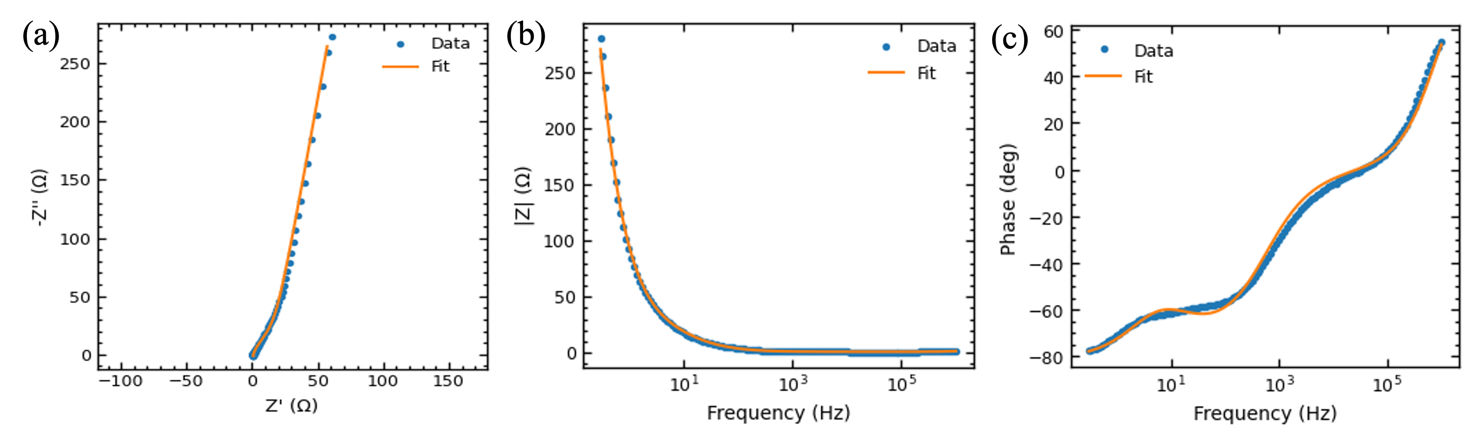 (a)
Data
Fit
250
200
150
100
50
0
-Z'' (Ω)
−100 −50 0 50 100 150
Z' (Ω)
(b)
Data
Fit
250
200
150
100
50
0
|Z| (Ω)
10¹ 10³ 10⁵
Frequency (Hz)
(c)
Data
Fit
60
40
20
0
−20
−40
−60
−80
Phase (deg)
10¹ 10³ 10⁵
Frequency (Hz)